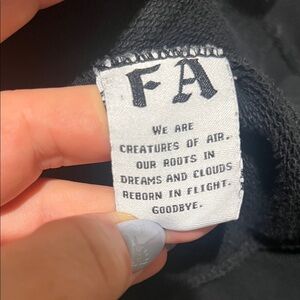 FA
We are
creatures of air.
our roots in
dreams and clouds
reborn in flight.
Goodbye.